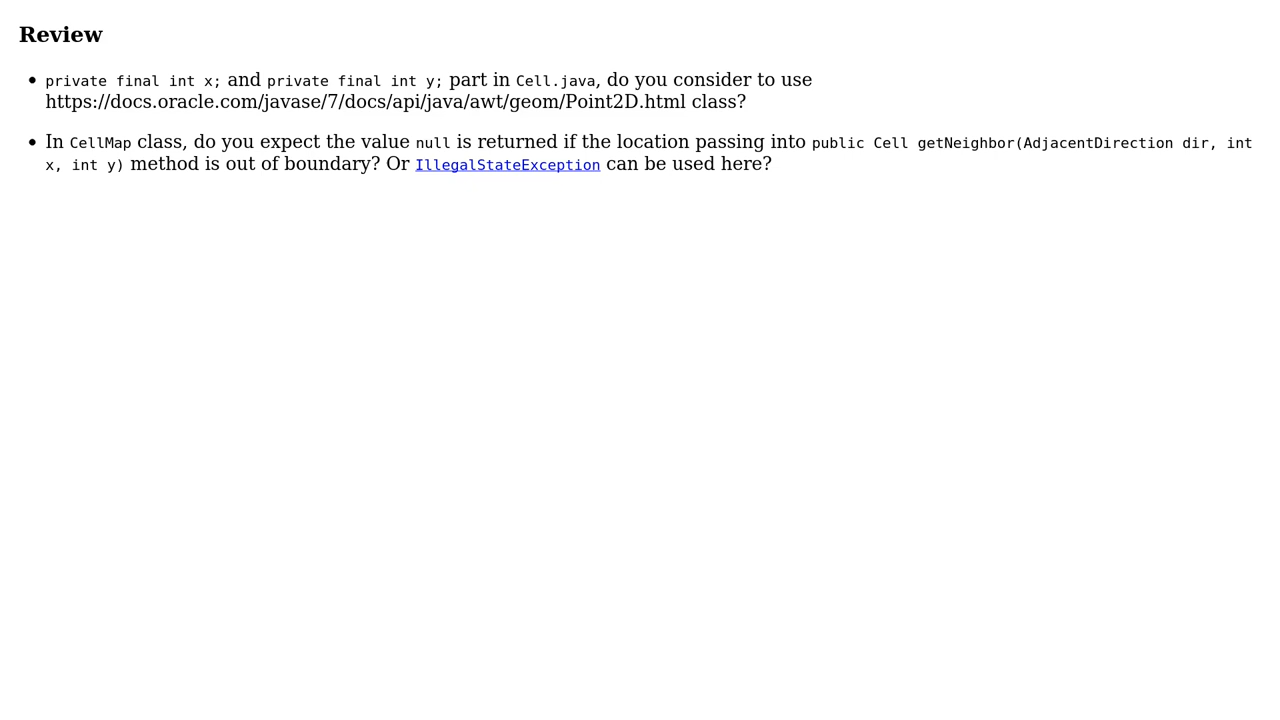 Review
• private final int x; and private final int y; part in Cell.java, do you consider to use
https://docs.oracle.com/javase/7/docs/api/java/awt/geom/Point2D.html class?
• In CellMap class, do you expect the value null is returned if the location passing into public Cell getNeighbor(AdjacentDirection dir, int
x, int y) method is out of boundary? Or IllegalStateException can be used here?